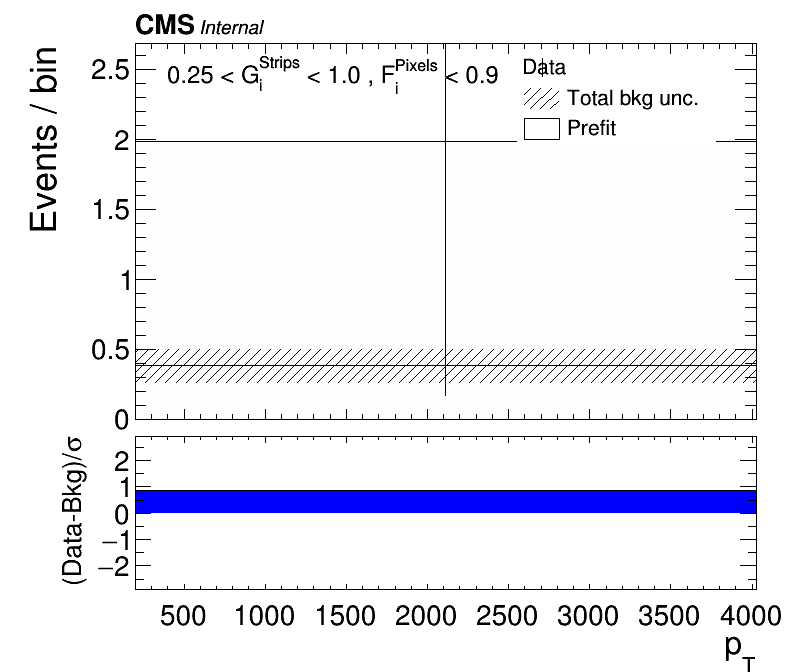 CMS Internal
0.25 < G_i^Strips < 1.0 , F_i^Pixels < 0.9
Data
Total bkg unc.
Prefit
Events / bin
2.5
2
1.5
1
0.5
0
(Data-Bkg)/σ
2
1
0
−1
−2
500 1000 1500 2000 2500 3000 3500 4000
p_T